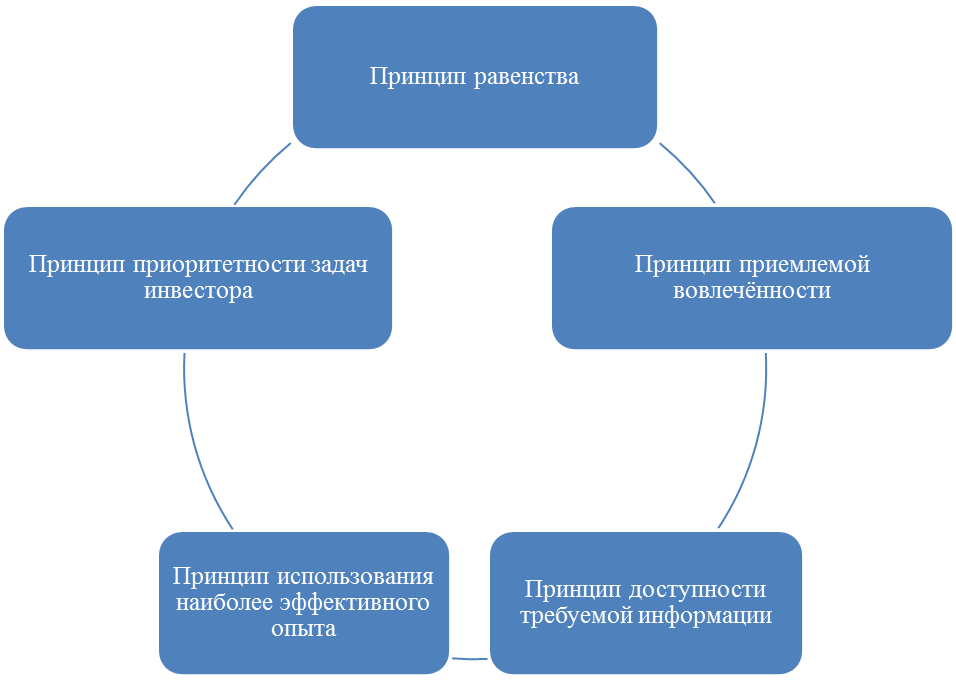 Принцип равенства
Принцип приоритетности задач
инвестора
Принцип приемлемой
вовлечённости
Принцип использования
наиболее эффективного
опыта
Принцип доступности
требуемой информации